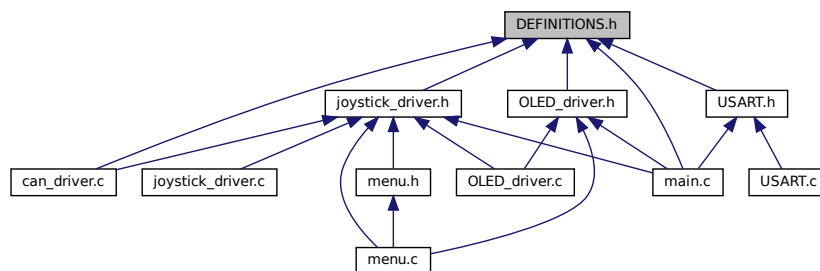 DEFINITIONS.h
joystick_driver.h
OLED_driver.h
USART.h
can_driver.c
joystick_driver.c
menu.h
OLED_driver.c
main.c
USART.c
menu.c